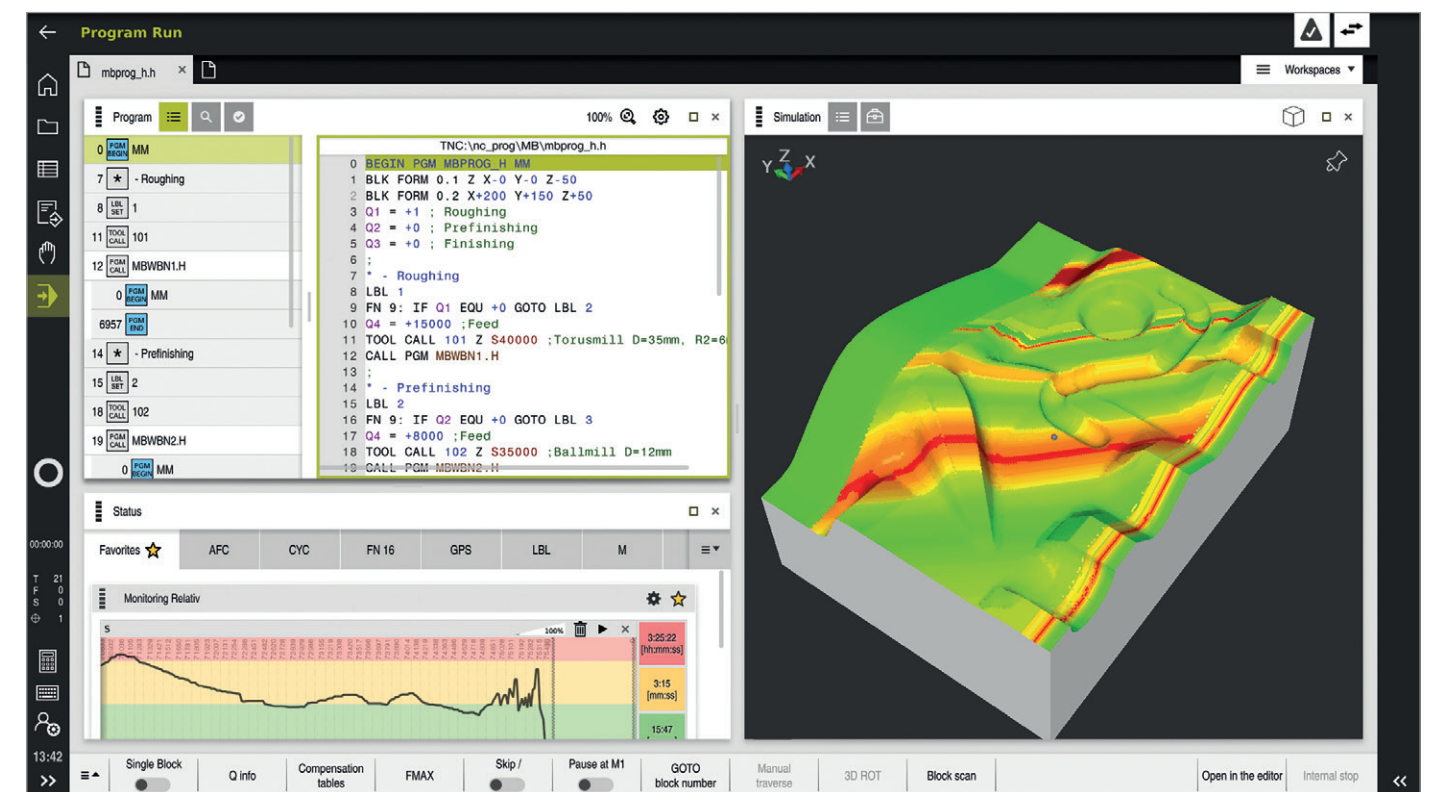 Program Run
mbprog_h.h ×
Workspaces
Program
100%
0 PGM BEGIN MM
7 * - Roughing
8 LBL SET 1
11 TOOL CALL 101
12 PGM CALL MBWBN1.H
0 PGM BEGIN MM
6957 PGM END
14 * - Prefinishing
15 LBL SET 2
18 TOOL CALL 102
19 PGM CALL MBWBN2.H
0 PGM BEGIN MM
TNC:\nc_prog\MB\mbprog_h.h
0 BEGIN PGM MBPROG_H MM
1 BLK FORM 0.1 Z X-0 Y-0 Z-50
2 BLK FORM 0.2 X+200 Y+150 Z+50
3 Q1 = +1 ; Roughing
4 Q2 = +0 ; Prefinishing
5 Q3 = +0 ; Finishing
6 ;
7 * - Roughing
8 LBL 1
9 FN 9: IF Q1 EQU +0 GOTO LBL 2
10 Q4 = +15000 ;Feed
11 TOOL CALL 101 Z S40000 ;Torusmill D=35mm, R2=6
12 CALL PGM MBWBN1.H
13 ;
14 * - Prefinishing
15 LBL 2
16 FN 9: IF Q2 EQU +0 GOTO LBL 3
17 Q4 = +8000 ;Feed
18 TOOL CALL 102 Z S35000 ;Ballmill D=12mm
19 CALL PGM MBWBN2.H
Simulation
Y Z X
Status
Favorites
AFC
CYC
FN 16
GPS
LBL
M
Monitoring Relativ
S
100%
3:25:22
[hh:mm:ss]
3:15
[mm:ss]
15:47
00:00:00
T 21
F 0
S 0
1
13:42
Single Block
Q info
Compensation
tables
FMAX
Skip /
Pause at M1
GOTO
block number
Manual
traverse
3D ROT
Block scan
Open in the editor
Internal stop